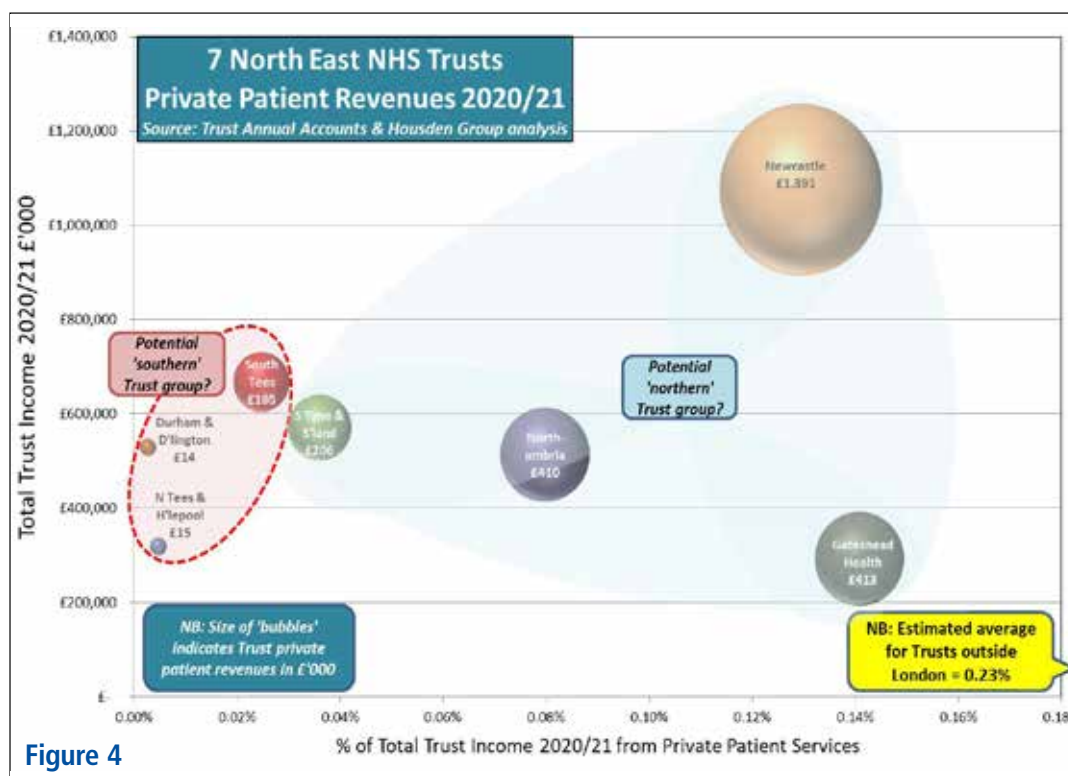 7 North East NHS Trusts
Private Patient Revenues 2020/21
Source: Trust Annual Accounts & Housden Group analysis
Total Trust Income 2020/21 £'000
£1,400,000
£1,200,000
£1,000,000
£800,000
£600,000
£400,000
£200,000
£-
Newcastle
£1,391
Potential
'southern'
Trust group?
South
Tees
£185
S Tyne &
S'land
£206
Durham &
D'lington
£14
N Tees &
H'lepool
£15
Potential
'northern'
Trust group?
North-
umbria
£410
Gateshead
Health
£413
NB: Size of 'bubbles'
indicates Trust private
patient revenues in £'000
NB: Estimated average
for Trusts outside
London = 0.23%
0.00% 0.02% 0.04% 0.06% 0.08% 0.10% 0.12% 0.14% 0.16% 0.18
% of Total Trust Income 2020/21 from Private Patient Services
Figure 4